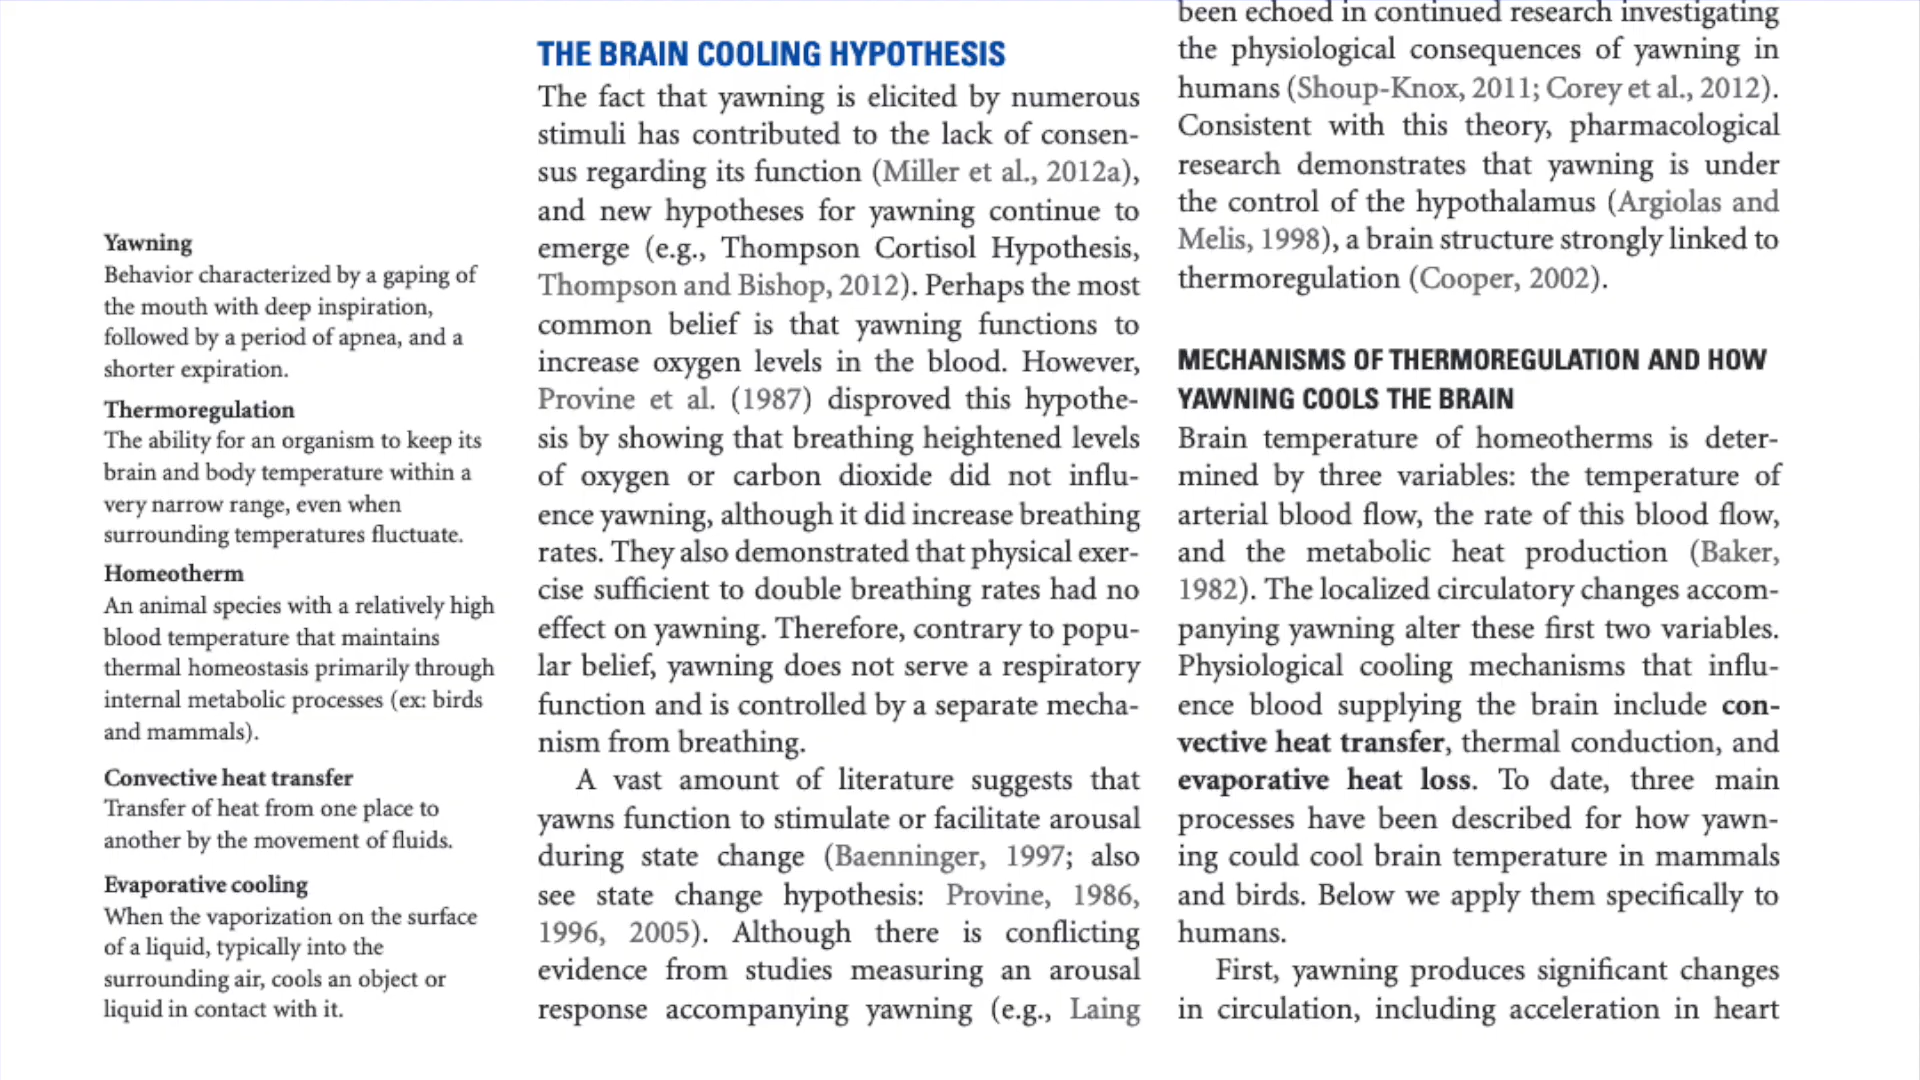 Yawning
Behavior characterized by a gaping of
the mouth with deep inspiration,
followed by a period of apnea, and a
shorter expiration.
Thermoregulation
The ability for an organism to keep its
brain and body temperature within a
very narrow range, even when
surrounding temperatures fluctuate.
Homeotherm
An animal species with a relatively high
blood temperature that maintains
thermal homeostasis primarily through
internal metabolic processes (ex: birds
and mammals).
Convective heat transfer
Transfer of heat from one place to
another by the movement of fluids.
Evaporative cooling
When the vaporization on the surface
of a liquid, typically into the
surrounding air, cools an object or
liquid in contact with it.
THE BRAIN COOLING HYPOTHESIS
The fact that yawning is elicited by numerous
stimuli has contributed to the lack of consen-
sus regarding its function (Miller et al., 2012a),
and new hypotheses for yawning continue to
emerge (e.g., Thompson Cortisol Hypothesis,
Thompson and Bishop, 2012). Perhaps the most
common belief is that yawning functions to
increase oxygen levels in the blood. However,
Provine et al. (1987) disproved this hypothe-
sis by showing that breathing heightened levels
of oxygen or carbon dioxide did not influ-
ence yawning, although it did increase breathing
rates. They also demonstrated that physical exer-
cise sufficient to double breathing rates had no
effect on yawning. Therefore, contrary to popu-
lar belief, yawning does not serve a respiratory
function and is controlled by a separate mecha-
nism from breathing.
A vast amount of literature suggests that
yawns function to stimulate or facilitate arousal
during state change (Baenninger, 1997; also
see state change hypothesis: Provine, 1986,
1996, 2005). Although there is conflicting
evidence from studies measuring an arousal
response accompanying yawning (e.g., Laing
been echoed in continued research investigating
the physiological consequences of yawning in
humans (Shoup-Knox, 2011; Corey et al., 2012).
Consistent with this theory, pharmacological
research demonstrates that yawning is under
the control of the hypothalamus (Argiolas and
Melis, 1998), a brain structure strongly linked to
thermoregulation (Cooper, 2002).
MECHANISMS OF THERMOREGULATION AND HOW
YAWNING COOLS THE BRAIN
Brain temperature of homeotherms is deter-
mined by three variables: the temperature of
arterial blood flow, the rate of this blood flow,
and the metabolic heat production (Baker,
1982). The localized circulatory changes accom-
panying yawning alter these first two variables.
Physiological cooling mechanisms that influ-
ence blood supplying the brain include con-
vective heat transfer, thermal conduction, and
evaporative heat loss. To date, three main
processes have been described for how yawn-
ing could cool brain temperature in mammals
and birds. Below we apply them specifically to
humans.
First, yawning produces significant changes
in circulation, including acceleration in heart